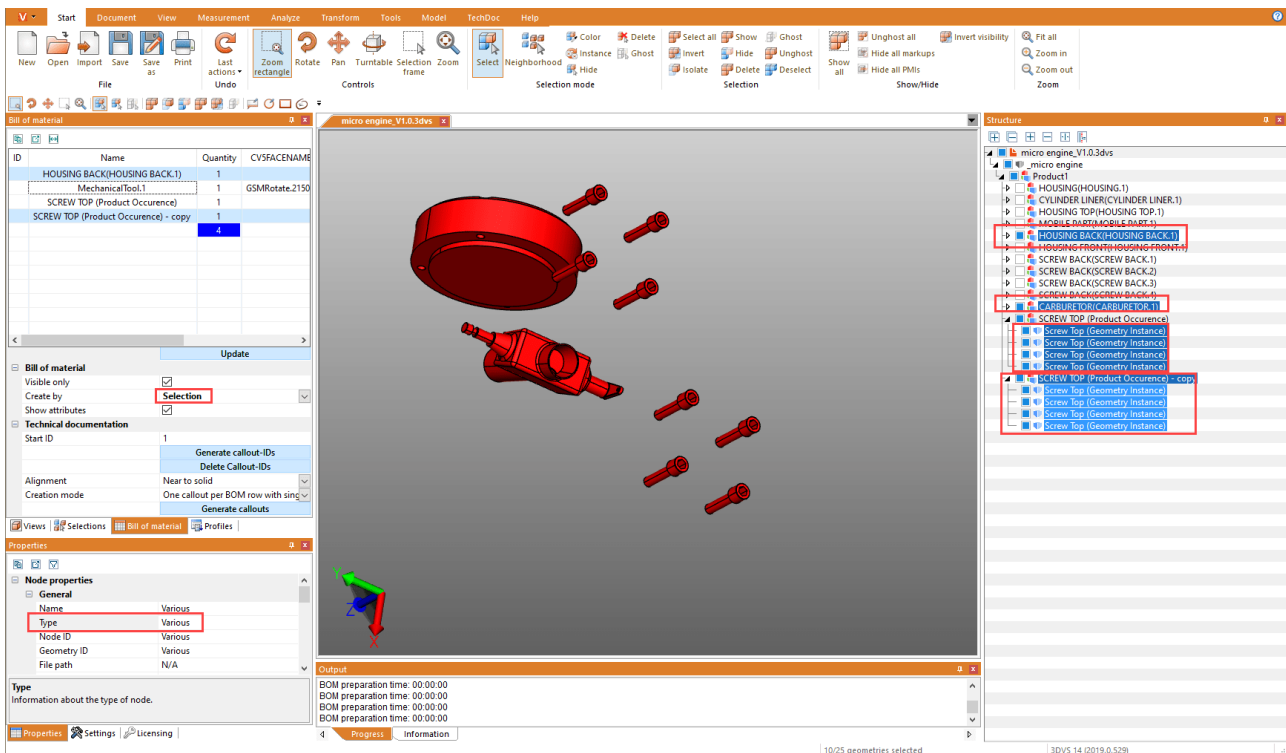 V Start Document View Measurement Analyze Transform Tools Model TechDoc Help
New Open Import Save Save as Print
File
Last actions
Undo
Zoom rectangle Rotate Pan Turntable Selection frame Zoom
Controls
Select Neighborhood
Color Delete
Instance Ghost
Hide
Selection mode
Select all Show Ghost
Invert Hide Unghost
Isolate Delete Deselect
Selection
Show all
Unghost all Invert visibility
Hide all markups
Hide all PMIs
Show/Hide
Fit all
Zoom in
Zoom out
Zoom
Bill of material
ID Name Quantity CV5FACENAME
HOUSING BACK(HOUSING BACK.1) 1
MechanicalTool.1 1 GSMRotate.2150
SCREW TOP (Product Occurence) 1
SCREW TOP (Product Occurence) - copy 1
4
Update
Bill of material
Visible only
Create by Selection
Show attributes
Technical documentation
Start ID 1
Generate callout-IDs
Delete Callout-IDs
Alignment Near to solid
Creation mode One callout per BOM row with sing
Generate callouts
Views Selections Bill of material Profiles
Properties
Node properties
General
Name Various
Type Various
Node ID Various
Geometry ID Various
File path N/A
Type
Information about the type of node.
Properties Settings Licensing
micro engine_V1.0.3dvs
Y
Z
X
Output
BOM preparation time: 00:00:00
BOM preparation time: 00:00:00
BOM preparation time: 00:00:00
BOM preparation time: 00:00:00
Progress Information
Structure
micro engine_V1.0.3dvs
_micro engine
Product1
HOUSING(HOUSING.1)
CYLINDER LINER(CYLINDER LINER.1)
HOUSING TOP(HOUSING TOP.1)
MOBILE PART(MOBILE PART.1)
HOUSING BACK(HOUSING BACK.1)
HOUSING FRONT(HOUSING FRONT.1)
SCREW BACK(SCREW BACK.1)
SCREW BACK(SCREW BACK.2)
SCREW BACK(SCREW BACK.3)
SCREW BACK(SCREW BACK.4)
CARBURETOR(CARBURETOR.1)
SCREW TOP (Product Occurence)
Screw Top (Geometry Instance)
Screw Top (Geometry Instance)
Screw Top (Geometry Instance)
Screw Top (Geometry Instance)
SCREW TOP (Product Occurence) - copy
Screw Top (Geometry Instance)
Screw Top (Geometry Instance)
Screw Top (Geometry Instance)
Screw Top (Geometry Instance)
10/25 geometries selected 3DVS 14 (2019.0.529)